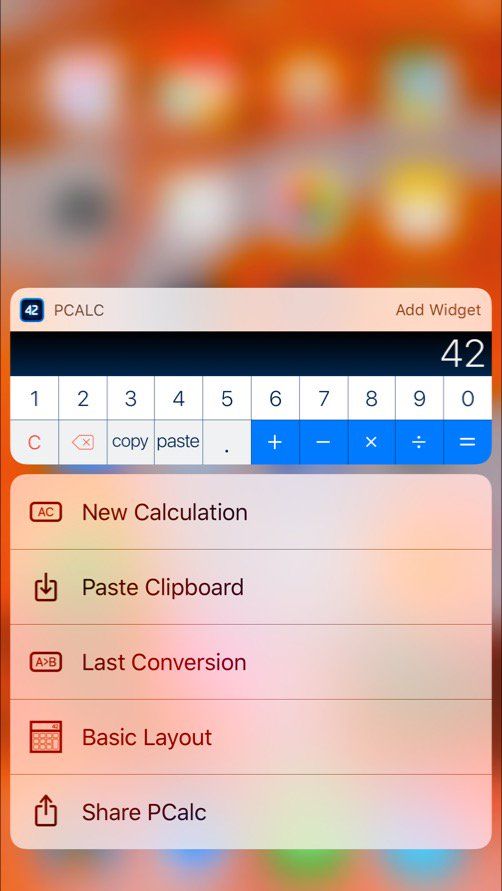 42 PCALC Add Widget
42
1 2 3 4 5 6 7 8 9 0
C copy paste . + − × ÷ =
AC New Calculation
Paste Clipboard
A>B Last Conversion
42 Basic Layout
Share PCalc